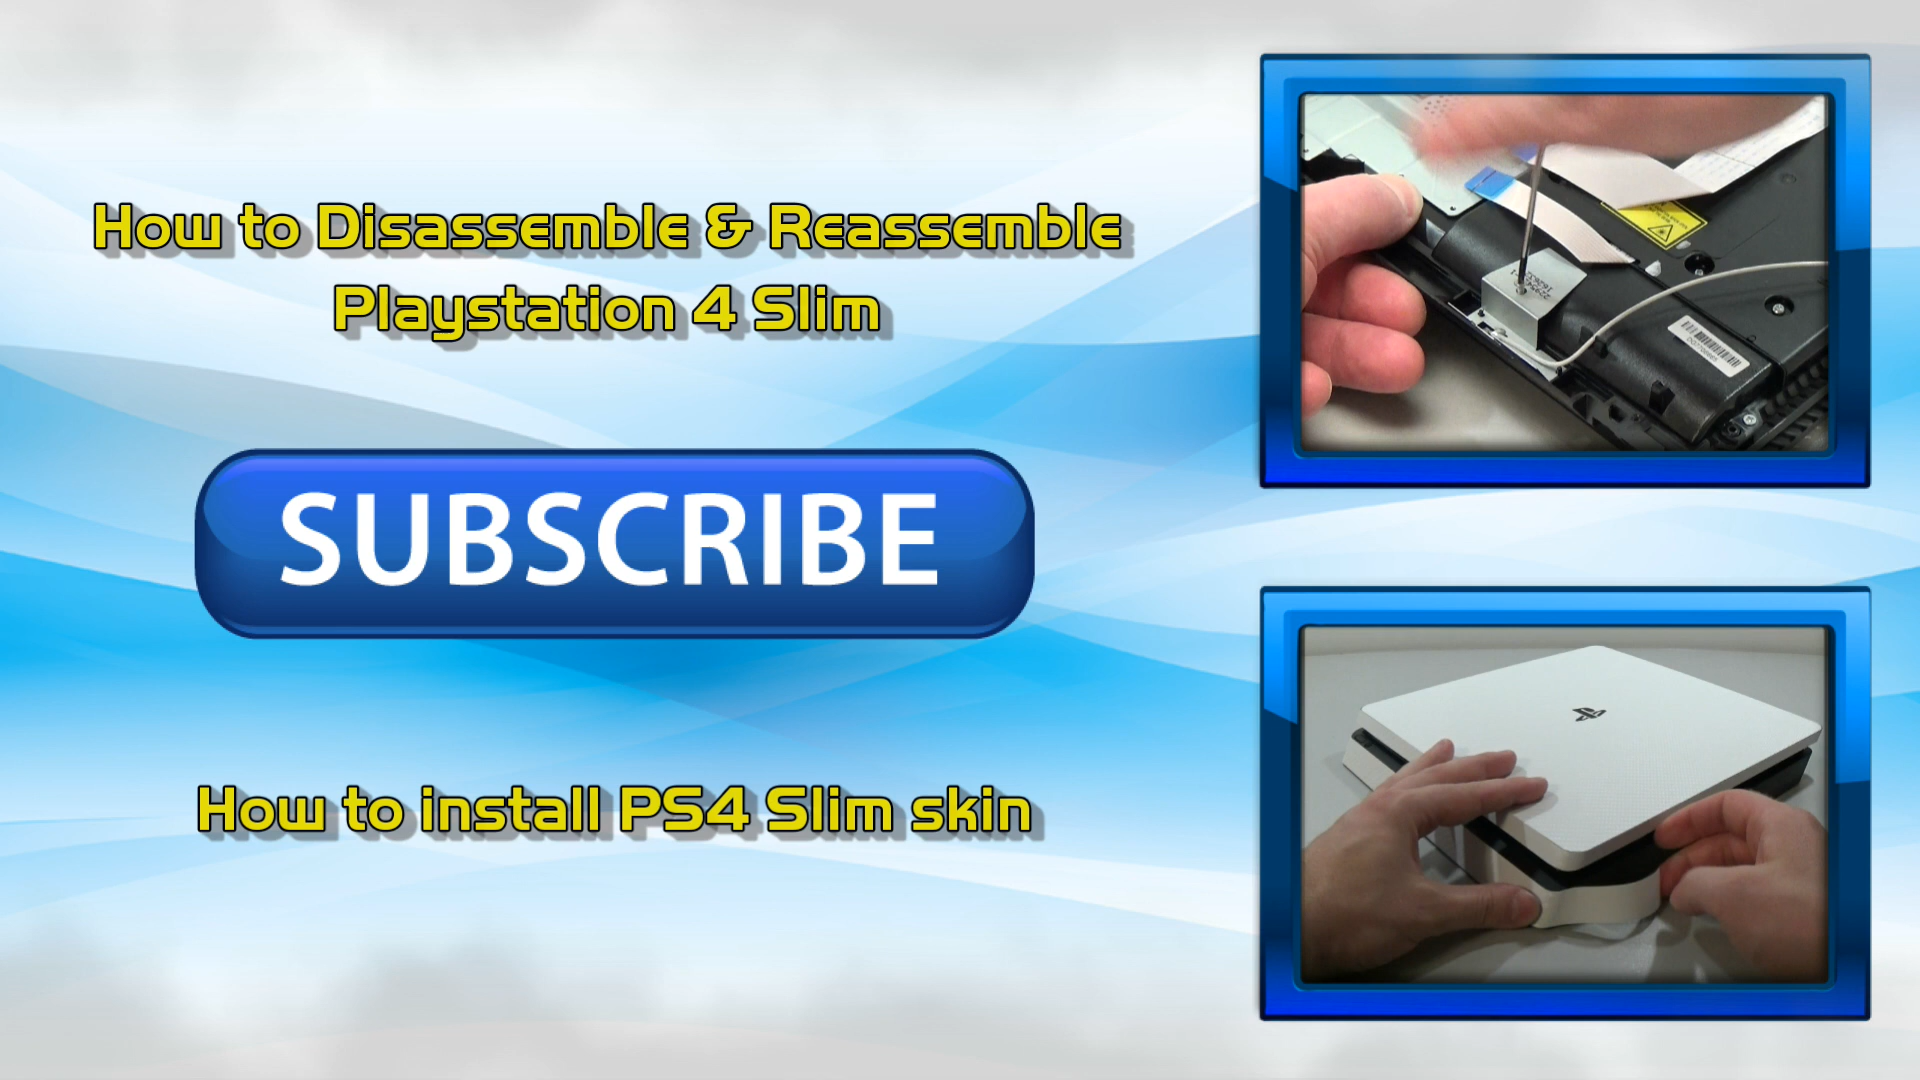 How to Disassemble & Reassemble
Playstation 4 Slim
SUBSCRIBE
How to install PS4 Slim skin